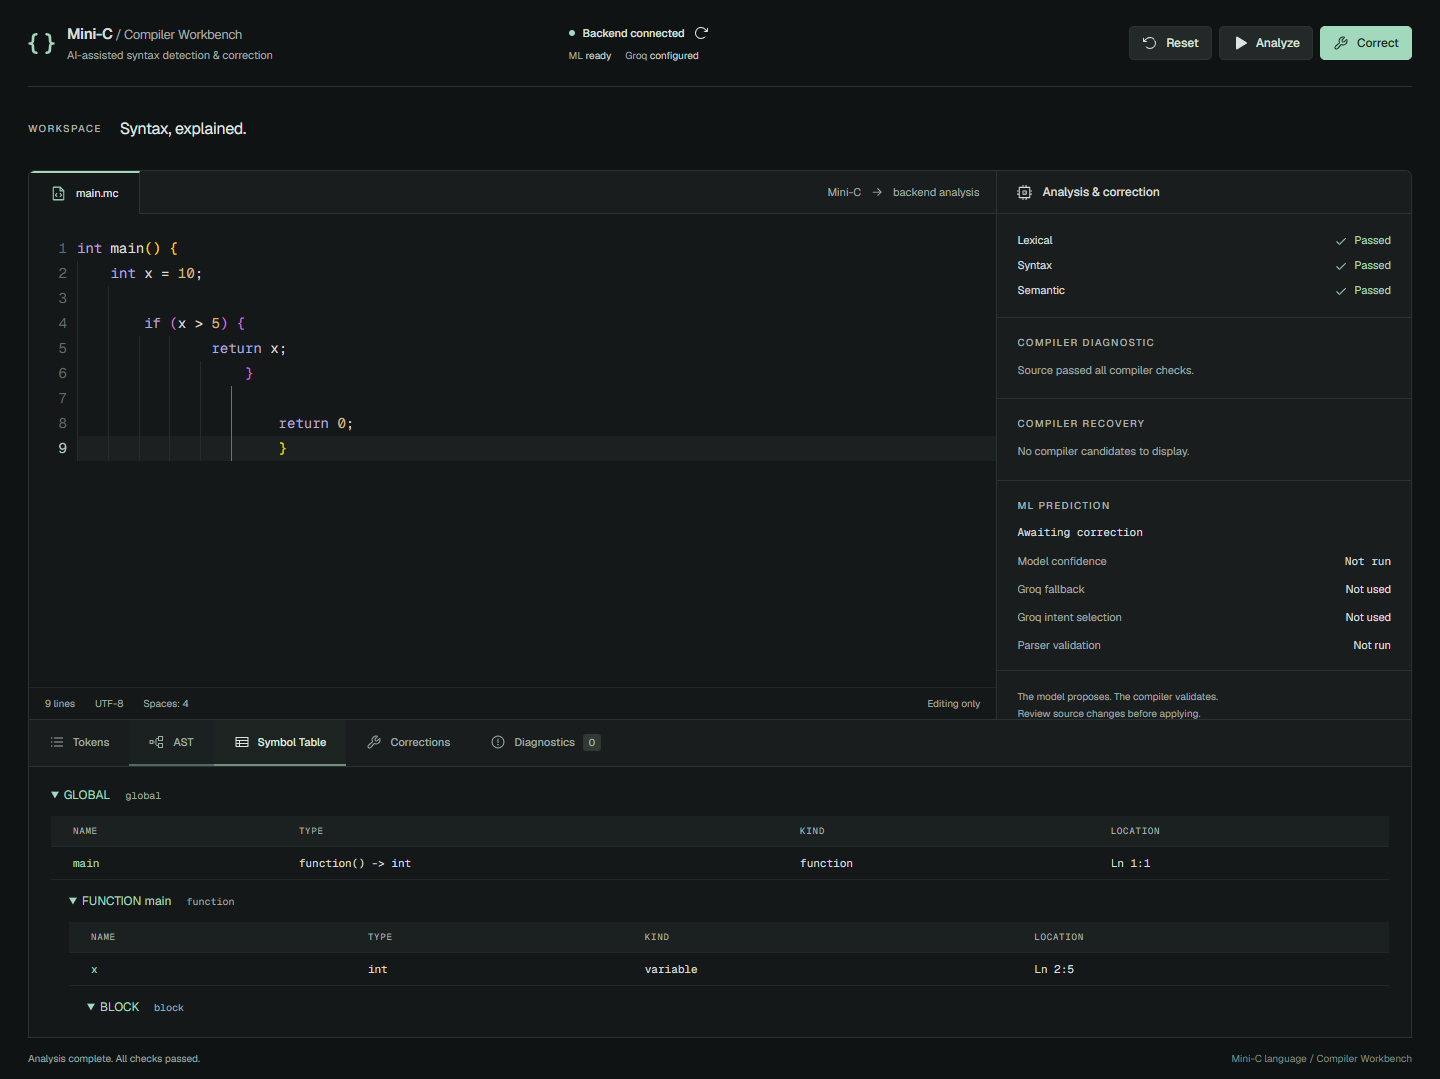 { } Mini-C / Compiler Workbench
AI-assisted syntax detection & correction
Backend connected
ML ready Groq configured
Reset Analyze Correct
WORKSPACE Syntax, explained.
main.mc
Mini-C → backend analysis
1 int main() {
2 int x = 10;
3
4 if (x > 5) {
5 return x;
6 }
7
8 return 0;
9 }
9 lines UTF-8 Spaces: 4 Editing only
Analysis & correction
Lexical Passed
Syntax Passed
Semantic Passed
COMPILER DIAGNOSTIC
Source passed all compiler checks.
COMPILER RECOVERY
No compiler candidates to display.
ML PREDICTION
Awaiting correction
Model confidence Not run
Groq fallback Not used
Groq intent selection Not used
Parser validation Not run
The model proposes. The compiler validates.
Review source changes before applying.
Tokens AST Symbol Table Corrections Diagnostics 0
▼ GLOBAL global
NAME TYPE KIND LOCATION
main function() -> int function Ln 1:1
▼ FUNCTION main function
NAME TYPE KIND LOCATION
x int variable Ln 2:5
▼ BLOCK block
Analysis complete. All checks passed.
Mini-C language / Compiler Workbench